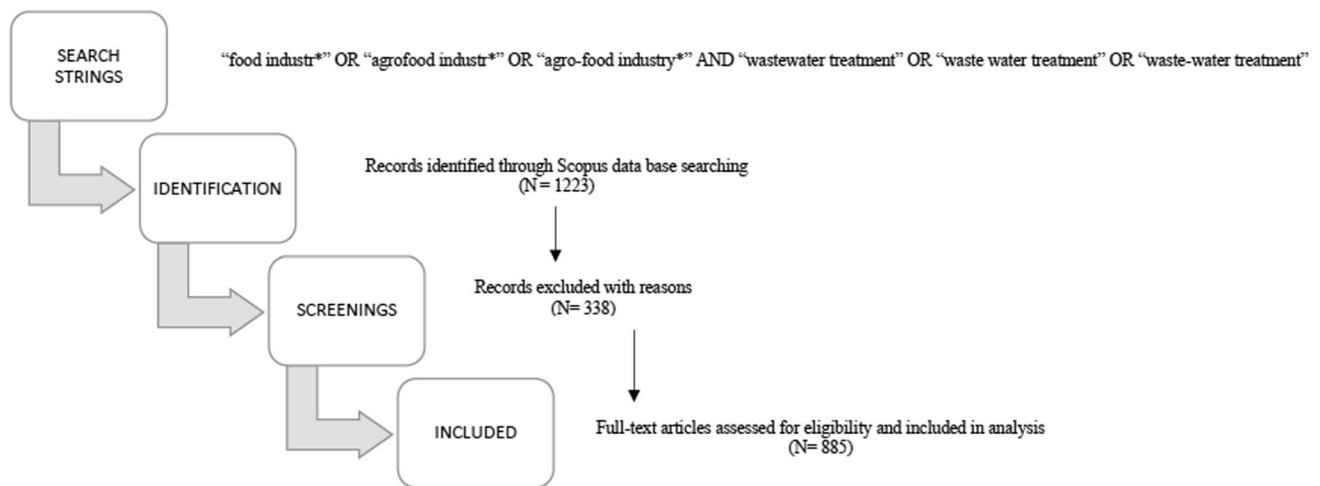 SEARCH
STRINGS
“food industr*” OR “agrofood industr*” OR “agro-food industry*” AND “wastewater treatment” OR “waste water treatment” OR “waste-water treatment”
IDENTIFICATION
Records identified through Scopus data base searching
(N= 1223)
SCREENINGS
Records excluded with reasons
(N= 338)
INCLUDED
Full-text articles assessed for eligibility and included in analysis
(N= 885)